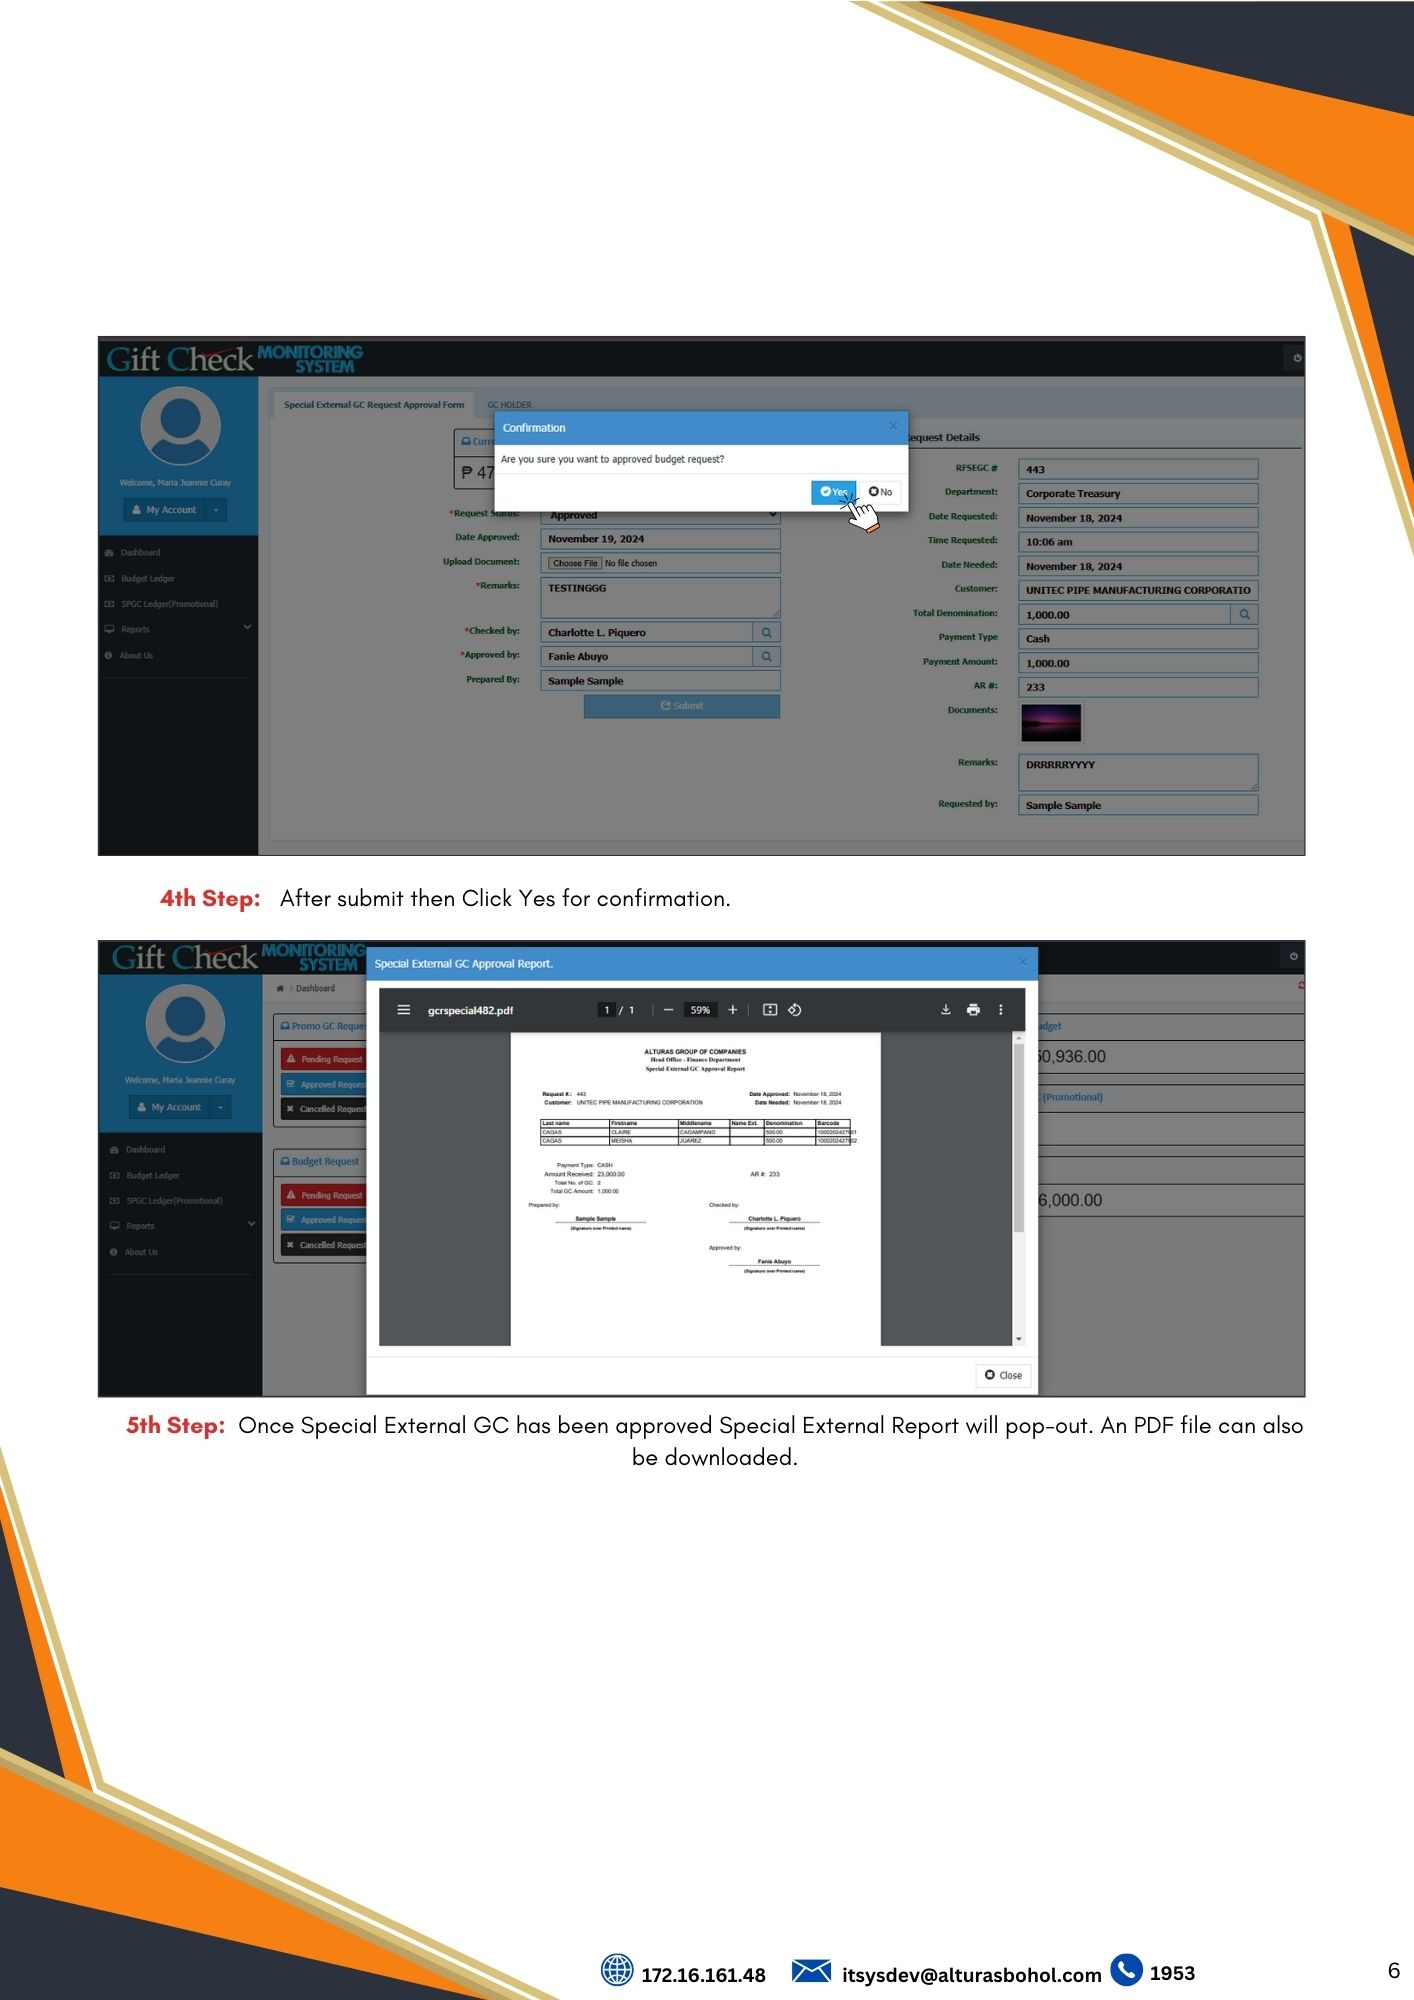 Gift Check MONITORING SYSTEM
Welcome, Maria Jeannie Curay
My Account
Dashboard
Budget Ledger
SPGC Ledger(Promotional)
Reports
About Us
Special External GC Request Approval Form
GC HOLDER
Curre
₱ 47
Confirmation
Are you sure you want to approved budget request?
Yes
No
*Request Status: Approved
Date Approved: November 19, 2024
Upload Document: Choose File No file chosen
*Remarks: TESTINGGG
*Checked by: Charlotte L. Piquero
*Approved by: Fanie Abuyo
Prepared By: Sample Sample
Submit
equest Details
RFSEGC # 443
Department: Corporate Treasury
Date Requested: November 18, 2024
Time Requested: 10:06 am
Date Needed: November 18, 2024
Customer: UNITEC PIPE MANUFACTURING CORPORATIO
Total Denomination: 1,000.00
Payment Type Cash
Payment Amount: 1,000.00
AR #: 233
Documents:
Remarks: DRRRRRYYYY
Requested by: Sample Sample
4th Step: After submit then Click Yes for confirmation.
Gift Check MONITORING SYSTEM
Welcome, Maria Jeannie Curay
My Account
Dashboard
Budget Ledger
SPGC Ledger(Promotional)
Reports
About Us
> Dashboard
Promo GC Reque
Pending Request
Approved Reques
Cancelled Reques
Budget Request
Pending Request
Approved Reques
Cancelled Reques
Special External GC Approval Report.
gcrspecial482.pdf
1 / 1
59%
ALTURAS GROUP OF COMPANIES
Head Office - Finance Department
Special External GC Approval Report
Request #: 443 Date Approved: November 18, 2024
Customer: UNITEC PIPE MANUFACTURING CORPORATION Date Needed: November 18, 2024
Last name Firstname Middlename Name Ext. Denomination Barcode
CAGAS CLAIRE CAGAMPANG 500.00
CAGAS MEISHA JUAREZ 500.00
Payment Type: CASH
Amount Received: 23,000.00 AR #: 233
Total No. of GC: 2
Total GC Amount: 1,000.00
Prepared by: Checked by:
Sample Sample Charlotte L. Piquero
(Signature over Printed name) (Signature over Printed name)
Approved by:
Fanie Abuyo
(Signature over Printed name)
Close
udget
0,936.00
(Promotional)
6,000.00
5th Step: Once Special External GC has been approved Special External Report will pop-out. An PDF file can also
be downloaded.
172.16.161.48 itsysdev@alturasbohol.com 1953
6